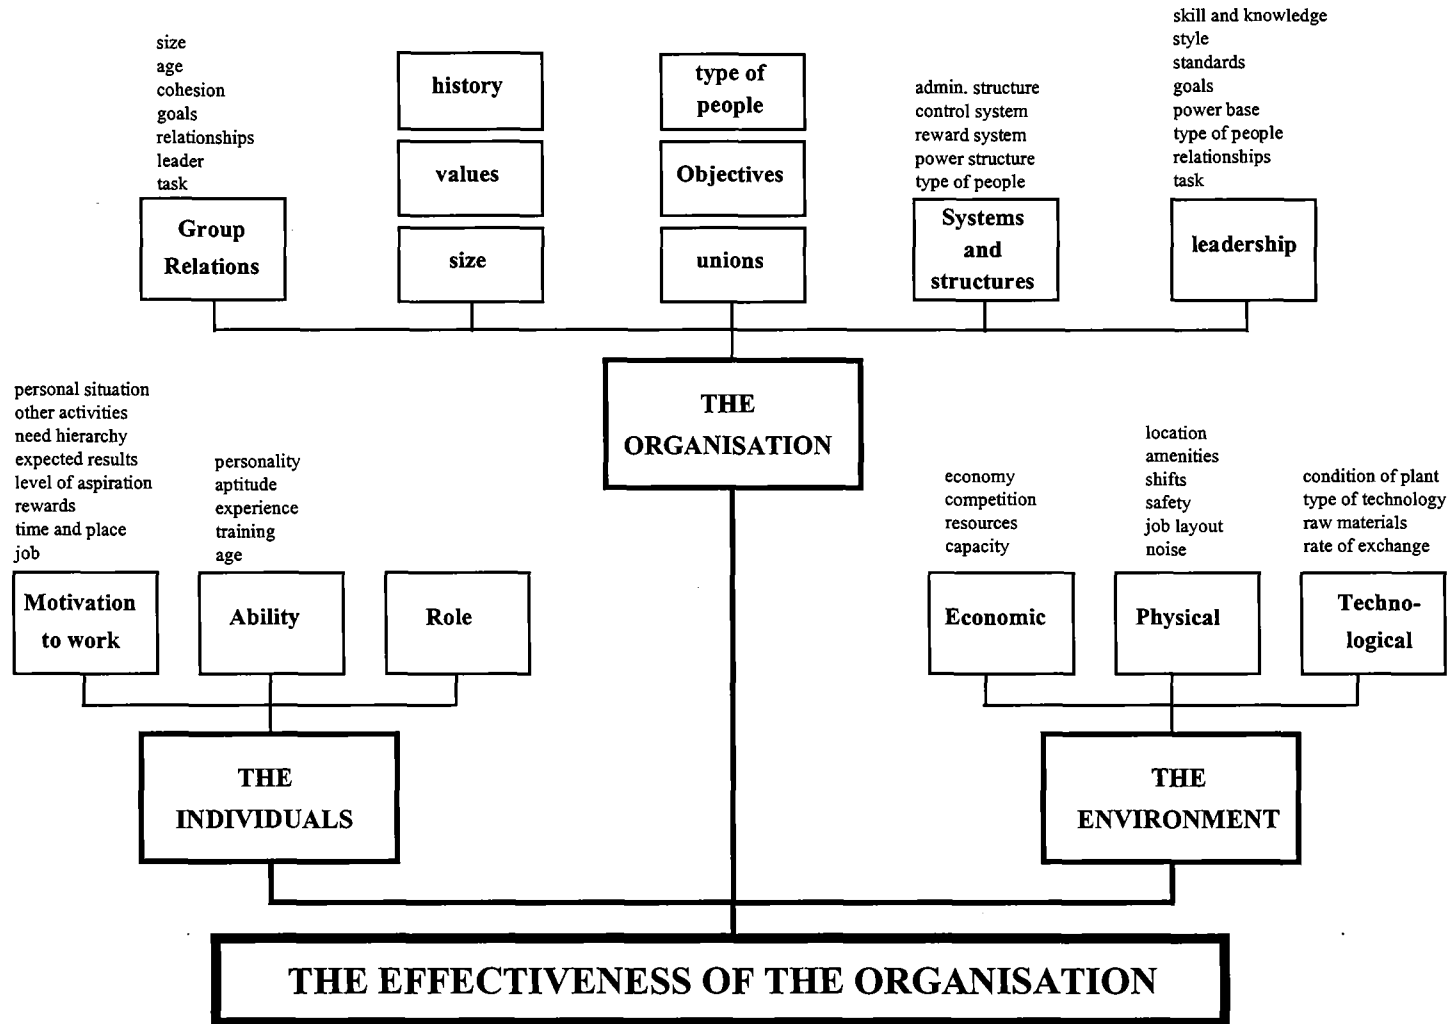 size
age
cohesion
goals
relationships
leader
task
Group
Relations
history
values
size
type of
people
Objectives
unions
admin. structure
control system
reward system
power structure
type of people
Systems
and
structures
skill and knowledge
style
standards
goals
power base
type of people
relationships
task
leadership
THE
ORGANISATION
personal situation
other activities
need hierarchy
expected results
level of aspiration
rewards
time and place
job
Motivation
to work
personality
aptitude
experience
training
age
Ability
Role
THE
INDIVIDUALS
economy
competition
resources
capacity
Economic
location
amenities
shifts
safety
job layout
noise
Physical
condition of plant
type of technology
raw materials
rate of exchange
Techno-
logical
THE
ENVIRONMENT
THE EFFECTIVENESS OF THE ORGANISATION